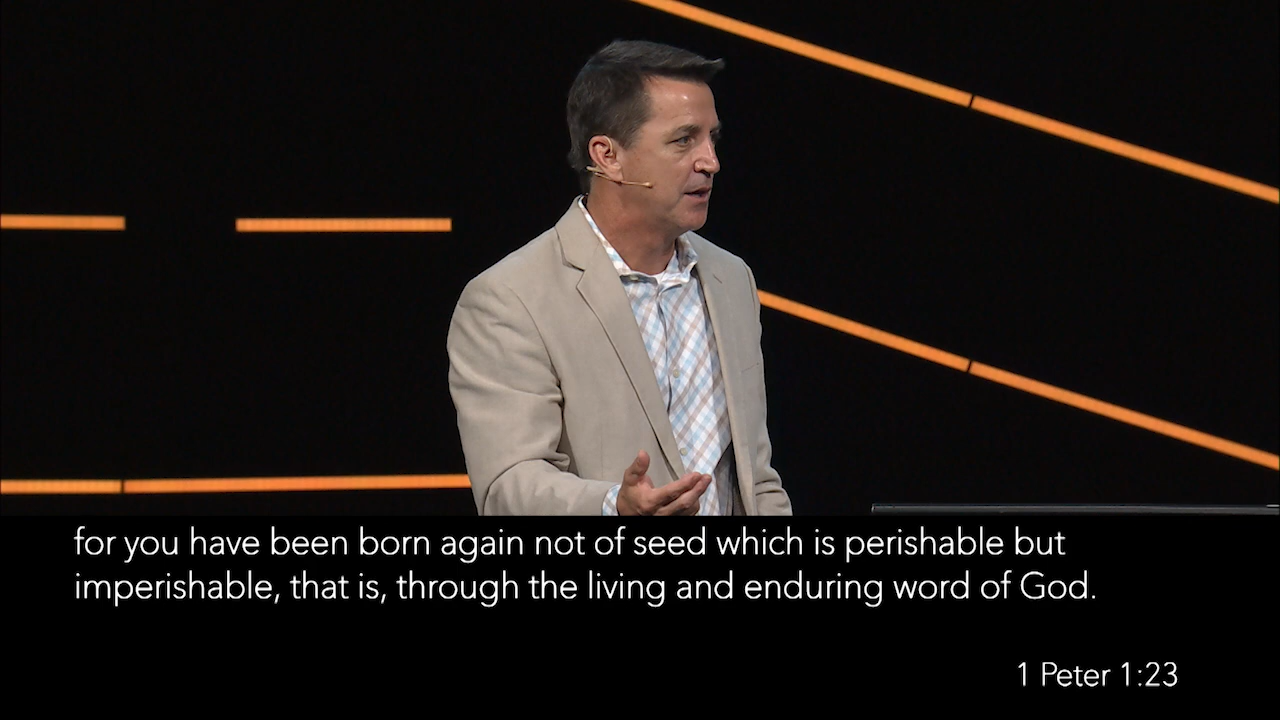 for you have been born again not of seed which is perishable but
imperishable, that is, through the living and enduring word of God.
1 Peter 1:23